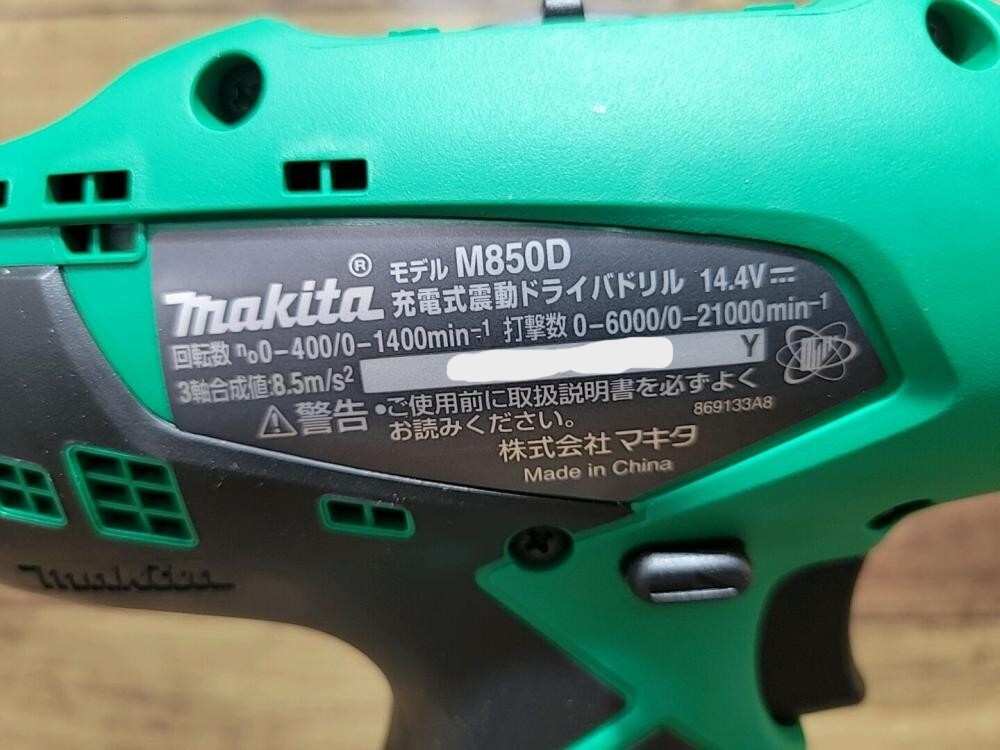 makita® モデル M850D
充電式震動ドライバドリル 14.4V⎓
回転数 n₀0-400/0-1400min⁻¹ 打撃数 0-6000/0-21000min⁻¹
3軸合成値:8.5m/s² Y
⚠警告 •ご使用前に取扱説明書を必ずよく
お読みください。
869133A8
株式会社 マキタ
Made in China
makita